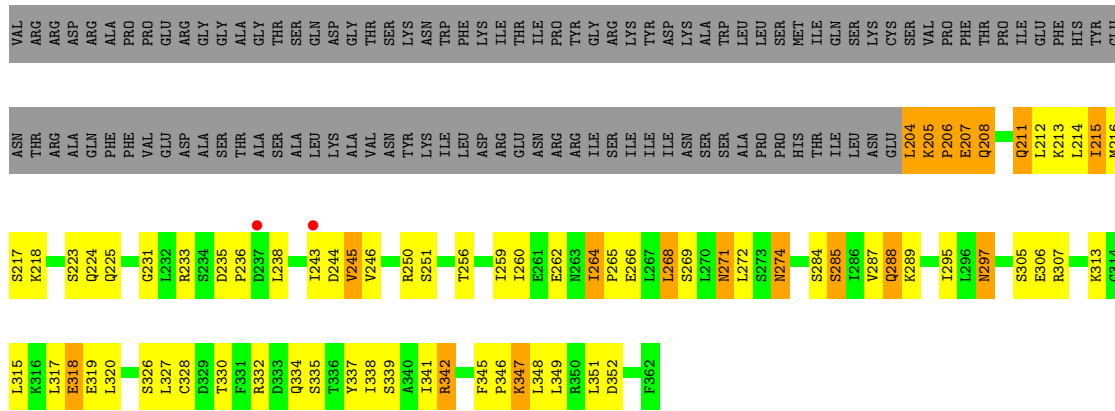 VAL ARG ARG ASP ARG ALA PRO PRO GLU ARG GLY GLY ALA GLY THR SER GLN ASP GLY THR SER LYS ASN TRP PHE LYS ILE THR ILE PRO TYR GLY ARG LYS TYR ASP LYS ALA TRP LEU LEU SER MET ILE GLN SER LYS CYS SER VAL PRO PHE THR PRO ILE GLU PHE HIS TYR GLU
ASN THR ARG ALA GLN PHE PHE VAL GLU ASP ALA SER THR ALA SER ALA LEU LYS ALA VAL ASN TYR LYS ILE LEU ASP ARG GLU ASN ARG ARG ILE SER ILE ILE ILE ASN SER SER ALA PRO PRO HIS THR ILE LEU ASN GLU L204 K205 P206 E207 Q208 Q211 L212 K213 L214 I215 M216
S217 K218 S223 Q224 Q225 G231 L232 R233 S234 D235 P236 D237 L238 I243 D244 V245 V246 R250 S251 T256 I259 I260 E261 E262 N263 I264 P265 E266 L267 L268 S269 L270 N271 L272 S273 N274 S284 S285 I286 V287 Q288 K299 I295 L296 N297 S305 E306 R307 K313 G314
L315 K316 L317 E318 E319 L320 S326 L327 C328 D329 T330 F331 R332 D333 Q334 S335 T336 Y337 I338 S339 A340 I341 R342 F345 P346 K347 L348 L349 R350 L351 D352 F362